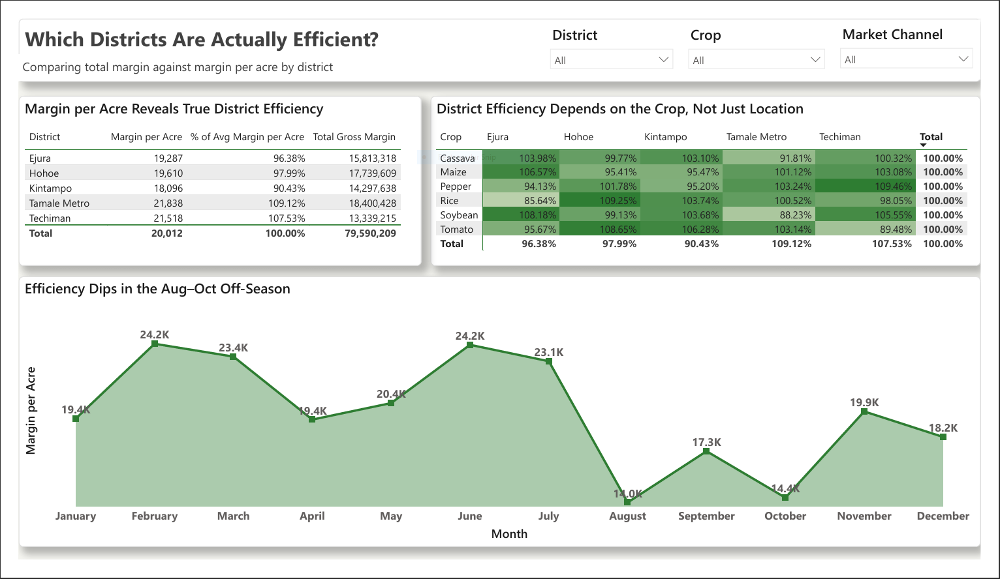 Which Districts Are Actually Efficient?
Comparing total margin against margin per acre by district
District Crop Market Channel
All All All
Margin per Acre Reveals True District Efficiency
District Margin per Acre % of Avg Margin per Acre Total Gross Margin
Ejura 19,287 96.38% 15,813,318
Hohoe 19,610 97.99% 17,739,609
Kintampo 18,096 90.43% 14,297,638
Tamale Metro 21,838 109.12% 18,400,428
Techiman 21,518 107.53% 13,339,215
Total 20,012 100.00% 79,590,209
District Efficiency Depends on the Crop, Not Just Location
Crop Ejura Hohoe Kintampo Tamale Metro Techiman Total
Cassava 103.98% 99.77% 103.10% 91.81% 100.32% 100.00%
Maize 106.57% 95.41% 95.47% 101.12% 103.08% 100.00%
Pepper 94.13% 101.78% 95.20% 103.24% 109.46% 100.00%
Rice 85.64% 109.25% 103.74% 100.52% 98.05% 100.00%
Soybean 108.18% 99.13% 103.68% 88.23% 105.55% 100.00%
Tomato 95.67% 108.65% 106.28% 103.14% 89.48% 100.00%
Total 96.38% 97.99% 90.43% 109.12% 107.53% 100.00%
Efficiency Dips in the Aug–Oct Off-Season
Margin per Acre
19.4K 24.2K 23.4K 19.4K 20.4K 24.2K 23.1K 14.0K 17.3K 14.4K 19.9K 18.2K
January February March April May June July August September October November December
Month